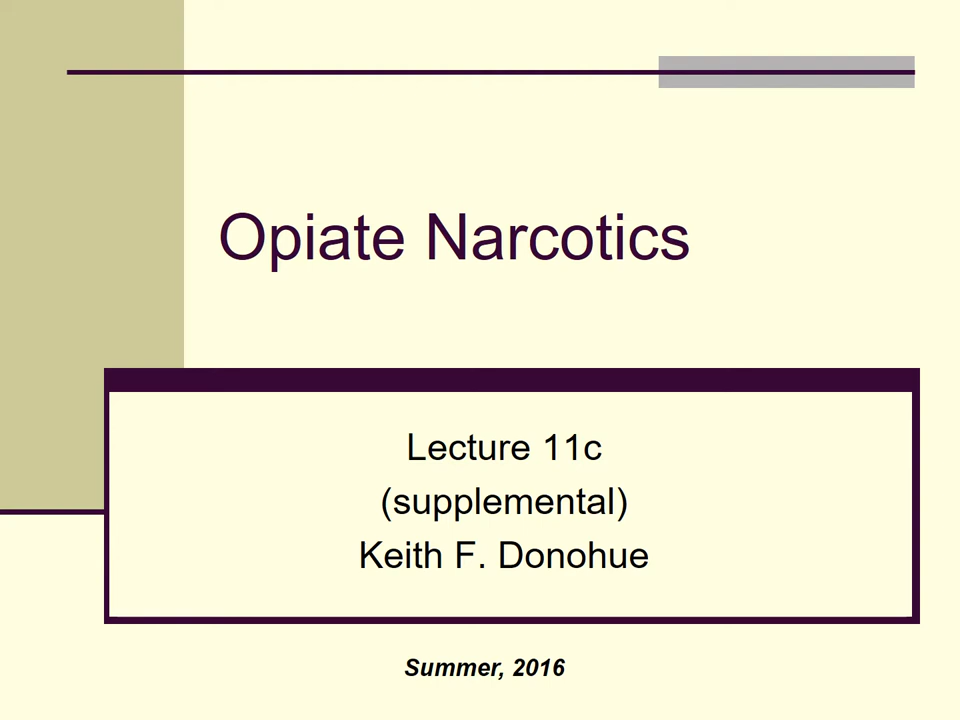 Opiate Narcotics
Lecture 11c
(supplemental)
Keith F. Donohue
Summer, 2016